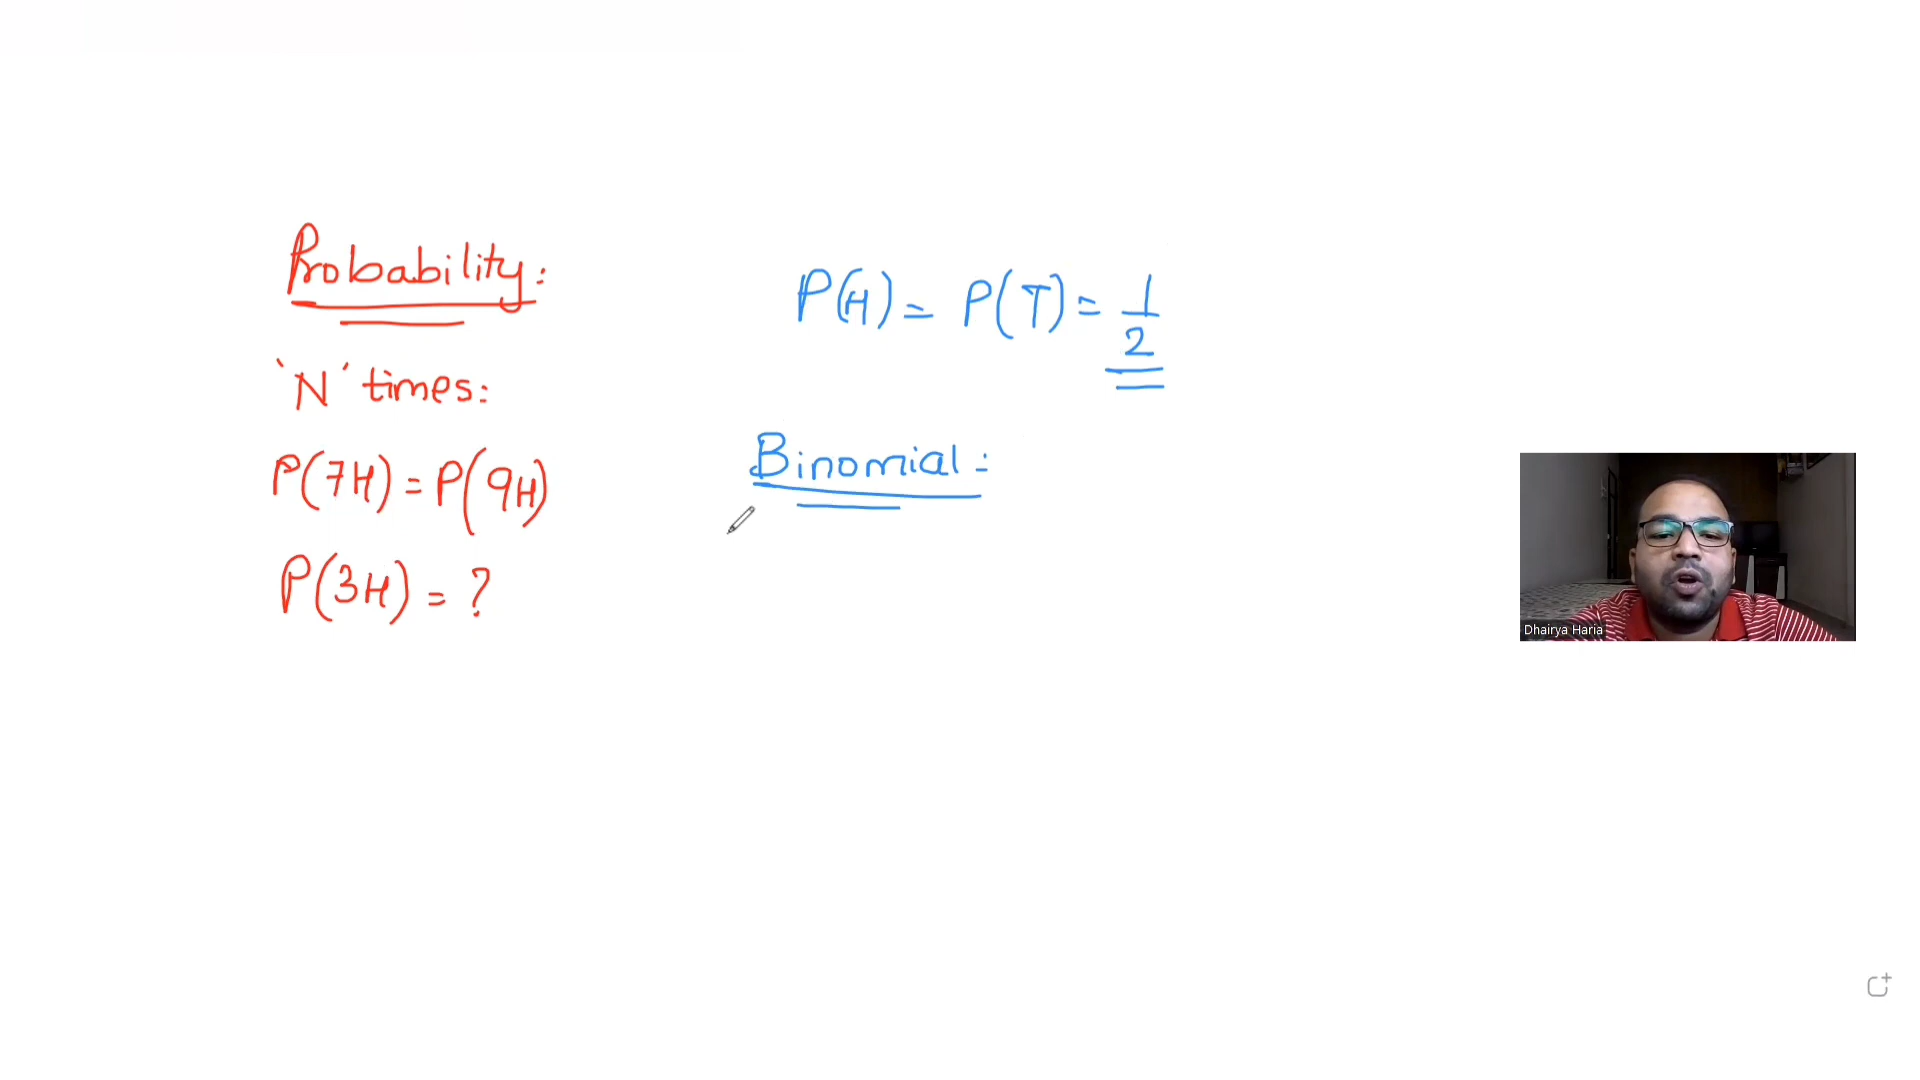 Probability:
'N' times:
P(7H) = P(9H)
P(3H) = ?
P(H) = P(T) = 1/2
Binomial:
Dhairya Haria